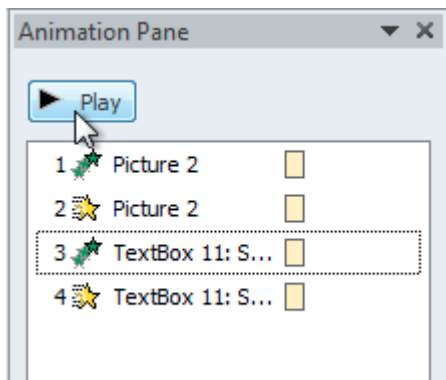 Animation Pane
Play
1 Picture 2
2 Picture 2
3 TextBox 11: S...
4 TextBox 11: S...